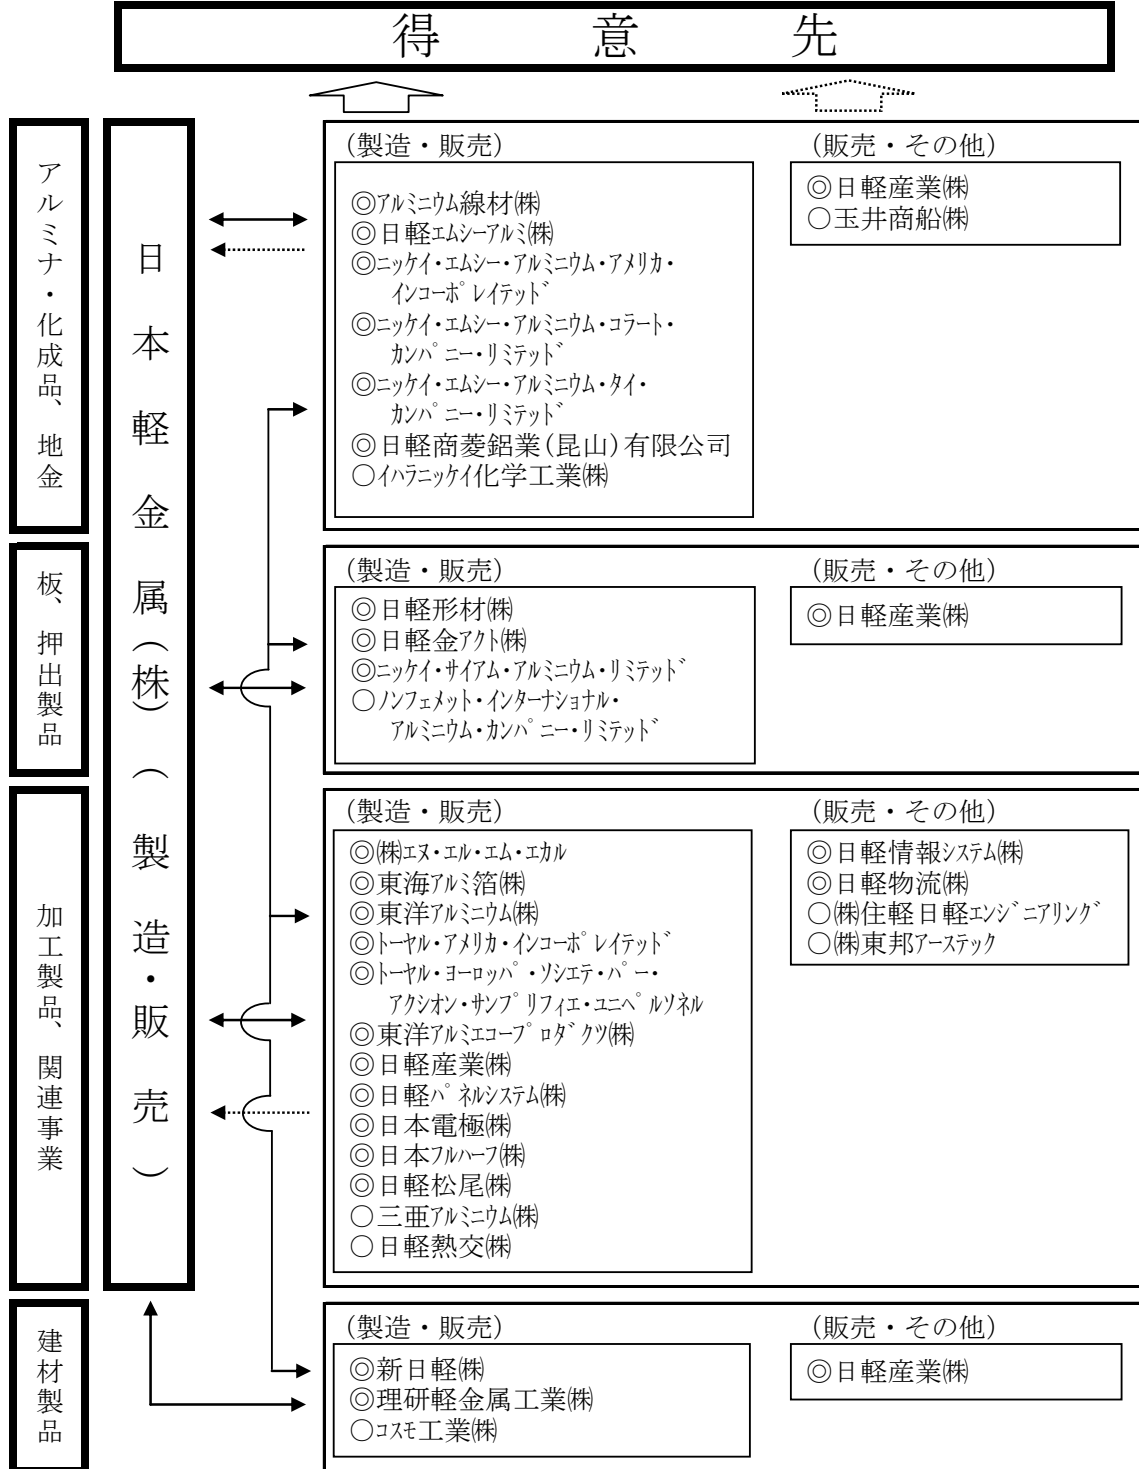 得意先
アルミナ・化成品、地金
日本軽金属(株)(製造・販売)
(製造・販売)
◎アルミニウム線材㈱
◎日軽エムシーアルミ㈱
◎ニッケイ・エムシー・アルミニウム・アメリカ・
インコーポレイテッド
◎ニッケイ・エムシー・アルミニウム・コラート・
カンパニー・リミテッド
◎ニッケイ・エムシー・アルミニウム・タイ・
カンパニー・リミテッド
◎日軽商菱鋁業(昆山)有限公司
○イハラニッケイ化学工業㈱
(販売・その他)
◎日軽産業㈱
○玉井商船㈱
板、押出製品
(製造・販売)
◎日軽形材㈱
◎日軽金アクト㈱
◎ニッケイ・サイアム・アルミニウム・リミテッド
○ノンフェメット・インターナショナル・
アルミニウム・カンパニー・リミテッド
(販売・その他)
◎日軽産業㈱
加工製品、関連事業
(製造・販売)
◎㈱エヌ・エル・エム・エカル
◎東海アルミ箔㈱
◎東洋アルミニウム㈱
◎トーヤル・アメリカ・インコーポレイテッド
◎トーヤル・ヨーロッパ・ソシエテ・パー・
アクシオン・サンプリフィエ・ユニペルソネル
◎東洋アルミエコープロダクツ㈱
◎日軽産業㈱
◎日軽パネルシステム㈱
◎日本電極㈱
◎日本フルハーフ㈱
◎日軽松尾㈱
○三亜アルミニウム㈱
○日軽熱交㈱
(販売・その他)
◎日軽情報システム㈱
◎日軽物流㈱
○㈱住軽日軽エンジニアリング
○㈱東邦アーステック
建材製品
(製造・販売)
◎新日軽㈱
◎理研軽金属工業㈱
○コスモ工業㈱
(販売・その他)
◎日軽産業㈱